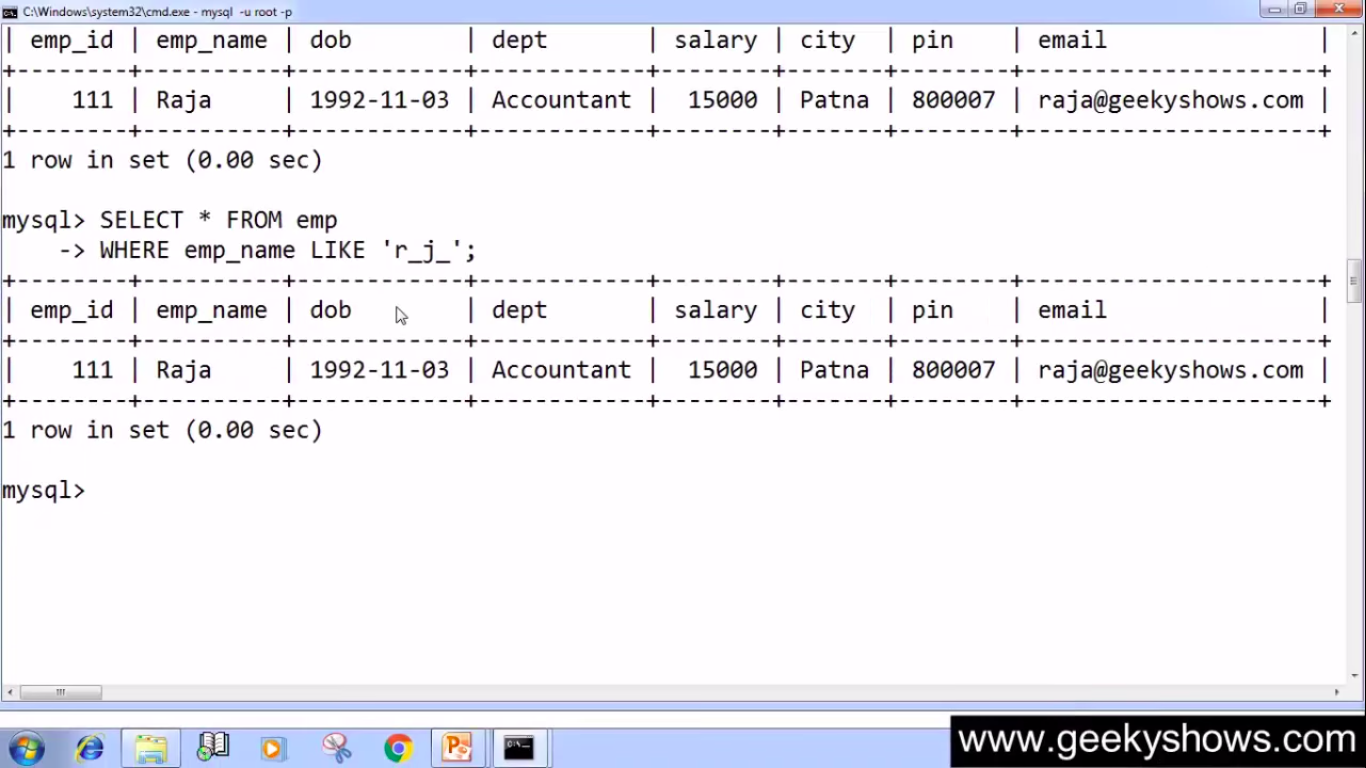 C:\Windows\system32\cmd.exe - mysql -u root -p
| emp_id | emp_name | dob        | dept       | salary | city  | pin    | email               |
+--------+----------+------------+------------+--------+-------+--------+---------------------+
|    111 | Raja     | 1992-11-03 | Accountant |  15000 | Patna | 800007 | raja@geekyshows.com |
+--------+----------+------------+------------+--------+-------+--------+---------------------+
1 row in set (0.00 sec)
mysql> SELECT * FROM emp
    -> WHERE emp_name LIKE 'r_j_';
+--------+----------+------------+------------+--------+-------+--------+---------------------+
| emp_id | emp_name | dob        | dept       | salary | city  | pin    | email               |
+--------+----------+------------+------------+--------+-------+--------+---------------------+
|    111 | Raja     | 1992-11-03 | Accountant |  15000 | Patna | 800007 | raja@geekyshows.com |
+--------+----------+------------+------------+--------+-------+--------+---------------------+
1 row in set (0.00 sec)
mysql>
www.geekyshows.com